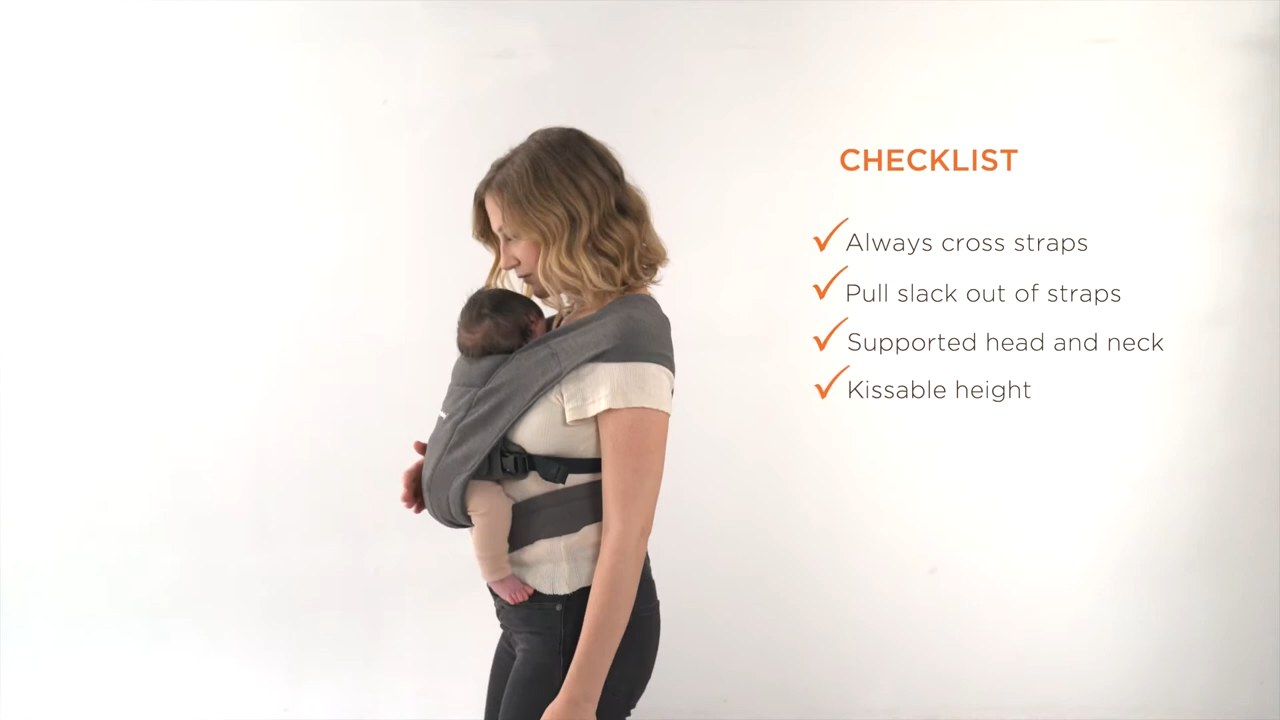 CHECKLIST
Always cross straps
Pull slack out of straps
Supported head and neck
Kissable height